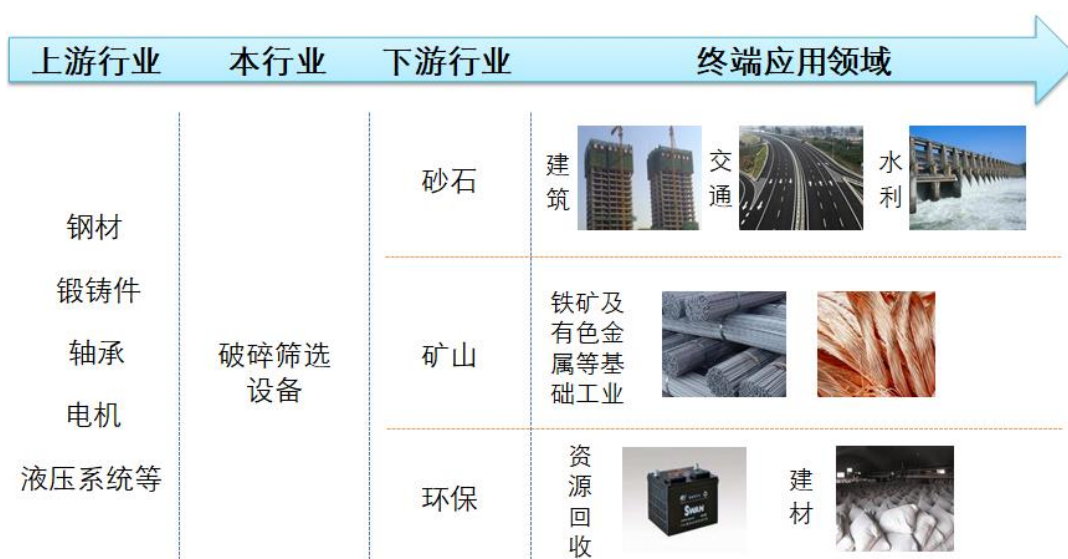 上游行业 本行业 下游行业 终端应用领域
钢材
锻铸件
轴承
电机
液压系统等
破碎筛选
设备
砂石
建
筑
交
通
水
利
矿山
铁矿及
有色金
属等基
础工业
环保
资
源
回
收
SWAN
建
材